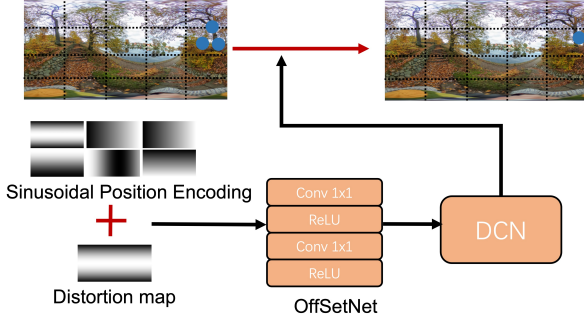 Sinusoidal Position Encoding
Distortion map
Conv 1x1
ReLU
Conv 1x1
ReLU
OffSetNet
DCN